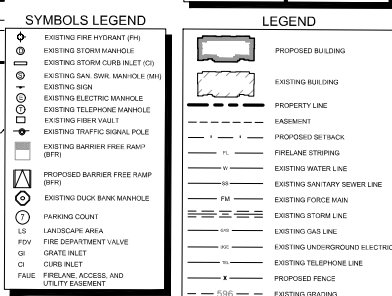 SYMBOLS LEGEND
EXISTING FIRE HYDRANT (FH)
D EXISTING STORM MANHOLE
EXISTING STORM CURB INLET (CI)
S EXISTING SAN. SWR. MANHOLE (MH)
EXISTING SIGN
E EXISTING ELECTRIC MANHOLE
T EXISTING TELEPHONE MANHOLE
EXISTING FIBER VAULT
EXISTING TRAFFIC SIGNAL POLE
EXISTING BARRIER FREE RAMP
(BFR)
PROPOSED BARRIER FREE RAMP
(BFR)
EXISTING DUCK BANK MANHOLE
7 PARKING COUNT
LS LANDSCAPE AREA
FDV FIRE DEPARTMENT VALVE
GI GRATE INLET
CI CURB INLET
FAUE FIRELANE, ACCESS, AND
UTILITY EASEMENT
LEGEND
PROPOSED BUILDING
EXISTING BUILDING
PROPERTY LINE
EASEMENT
PROPOSED SETBACK
FL FIRELANE STRIPING
W EXISTING WATER LINE
SS EXISTING SANITARY SEWER LINE
FM EXISTING FORCE MAIN
EXISTING STORM LINE
GAS EXISTING GAS LINE
UGE EXISTING UNDERGROUND ELECTRIC
TEL EXISTING TELEPHONE LINE
X PROPOSED FENCE
596 EXISTING GRADING